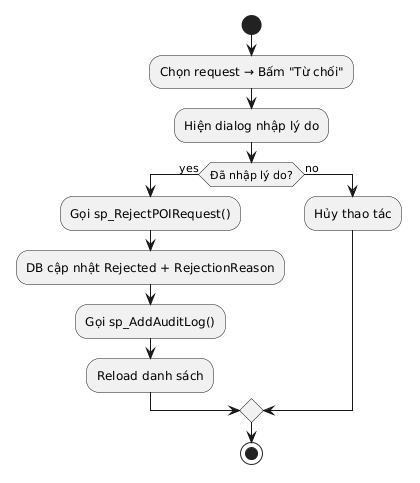 Chọn request → Bấm "Từ chối"
Hiện dialog nhập lý do
Đã nhập lý do?
yes
no
Gọi sp_RejectPOIRequest()
Hủy thao tác
DB cập nhật Rejected + RejectionReason
Gọi sp_AddAuditLog()
Reload danh sách